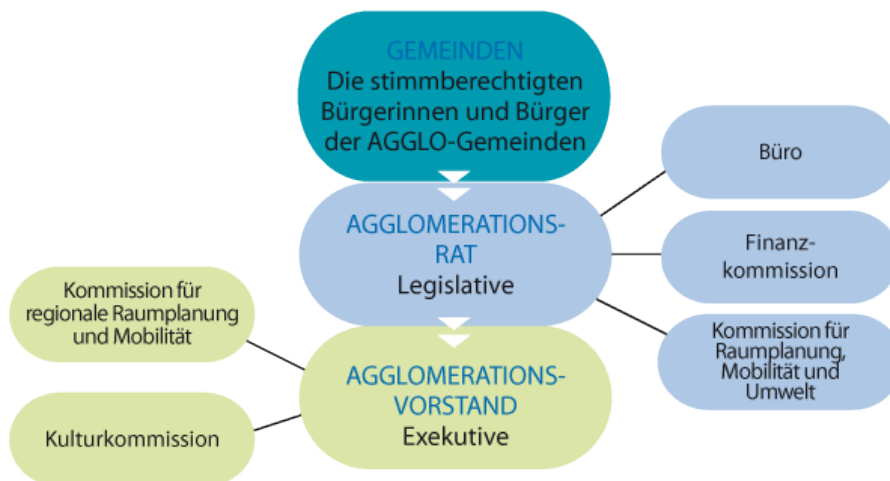 GEMEINDEN
Die stimmberechtigten
Bürgerinnen und Bürger
der AGGLO-Gemeinden
Büro
AGGLOMERATIONS-
RAT
Legislative
Finanz-
kommission
Kommission für
regionale Raumplanung
und Mobilität
Kommission für
Raumplanung,
Mobilität und
Umwelt
AGGLOMERATIONS-
VORSTAND
Exekutive
Kulturkommission